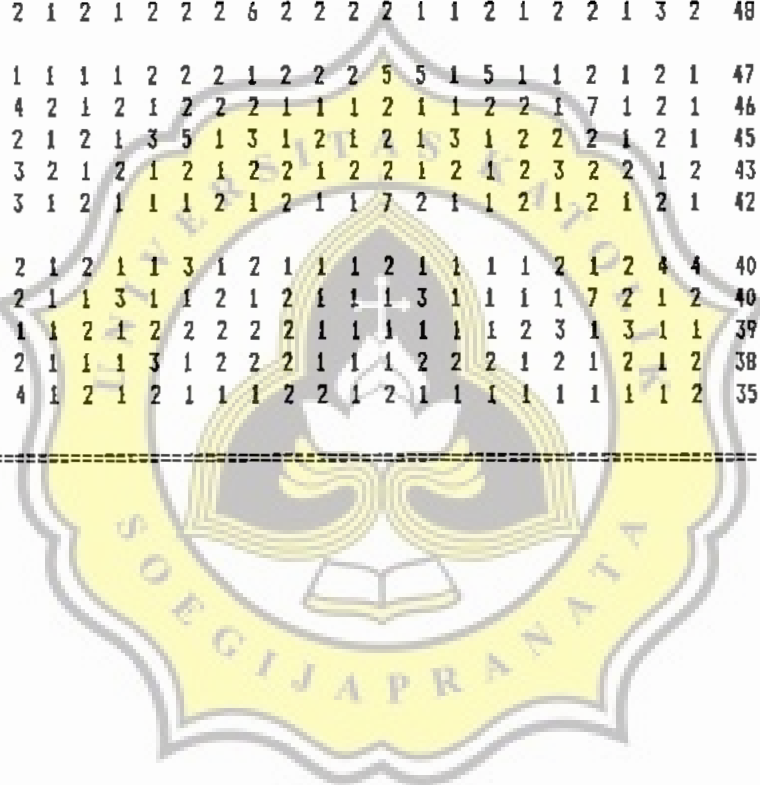 2 1 2 1 2 2 2 6 2 2 2 2 1 1 2 1 2 2 1 3 2 48
1 1 1 1 2 2 2 1 2 2 2 5 5 1 5 1 1 2 1 2 1 47
4 2 1 2 1 2 2 2 1 1 1 2 1 1 2 2 1 7 1 2 1 46
2 1 2 1 3 5 1 3 1 2 1 2 1 3 1 2 2 2 1 2 1 45
3 2 1 2 1 2 1 2 2 1 2 2 1 2 1 2 3 2 2 1 2 43
3 1 2 1 1 1 2 1 2 1 1 7 2 1 1 2 1 2 1 2 1 42
2 1 2 1 1 3 1 2 1 1 1 2 1 1 1 1 2 1 2 4 4 40
2 1 1 3 1 1 2 1 2 1 1 1 3 1 1 1 1 7 2 1 2 40
1 1 2 1 2 2 2 2 2 1 1 1 1 1 1 2 3 1 3 1 1 39
2 1 1 1 3 1 2 2 2 1 1 1 2 2 2 1 2 1 2 1 2 38
4 1 2 1 2 1 1 1 2 2 1 2 1 1 1 1 1 1 1 1 2 35
UNIVERSITAS KATOLIK
SOEGIJAPRANATA